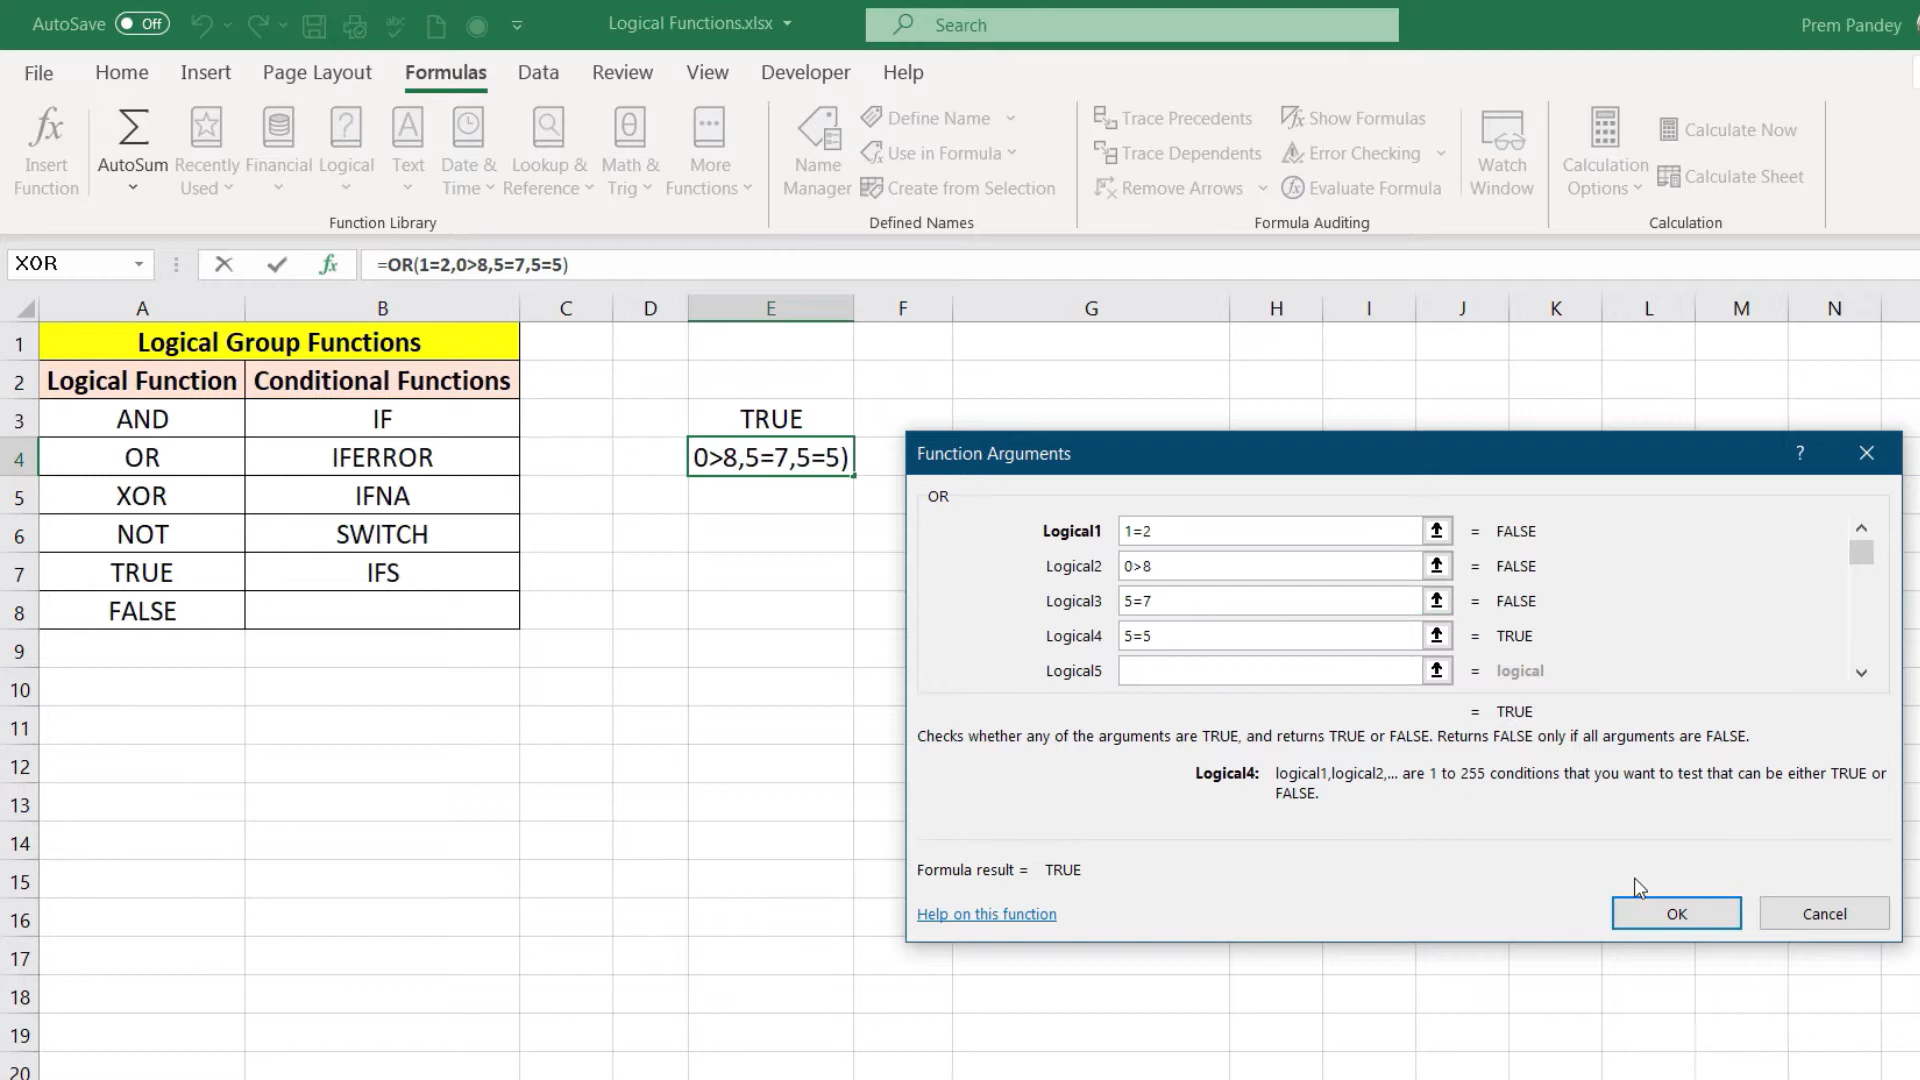 AutoSave Off Logical Functions.xlsx Search Prem Pandey
File Home Insert Page Layout Formulas Data Review View Developer Help
fx Insert Function
Σ AutoSum
Recently Used
Financial
Logical
Text
Date & Time
Lookup & Reference
Math & Trig
More Functions
Function Library
Name Manager
Define Name
Use in Formula
Create from Selection
Defined Names
Trace Precedents
Trace Dependents
Remove Arrows
Show Formulas
Error Checking
Evaluate Formula
Formula Auditing
Watch Window
Calculation Options
Calculate Now
Calculate Sheet
Calculation
XOR fx =OR(1=2,0>8,5=7,5=5)
A B C D E F G H I J K L M N
1 Logical Group Functions
2 Logical Function Conditional Functions
3 AND IF TRUE
4 OR IFERROR 0>8,5=7,5=5)
5 XOR IFNA
6 NOT SWITCH
7 TRUE IFS
8 FALSE
9
10
11
12
13
14
15
16
17
18
19
20
Function Arguments ?
OR
Logical1 1=2 = FALSE
Logical2 0>8 = FALSE
Logical3 5=7 = FALSE
Logical4 5=5 = TRUE
Logical5 = logical
= TRUE
Checks whether any of the arguments are TRUE, and returns TRUE or FALSE. Returns FALSE only if all arguments are FALSE.
Logical4: logical1,logical2,... are 1 to 255 conditions that you want to test that can be either TRUE or
FALSE.
Formula result = TRUE
Help on this function
OK Cancel